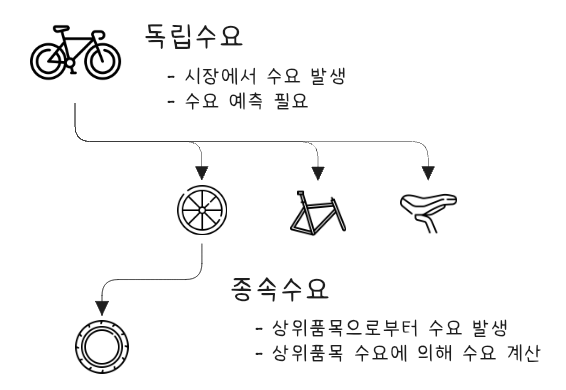 독립수요
- 시장에서 수요 발생
- 수요 예측 필요
종속수요
- 상위품목으로부터 수요 발생
- 상위품목 수요에 의해 수요 계산